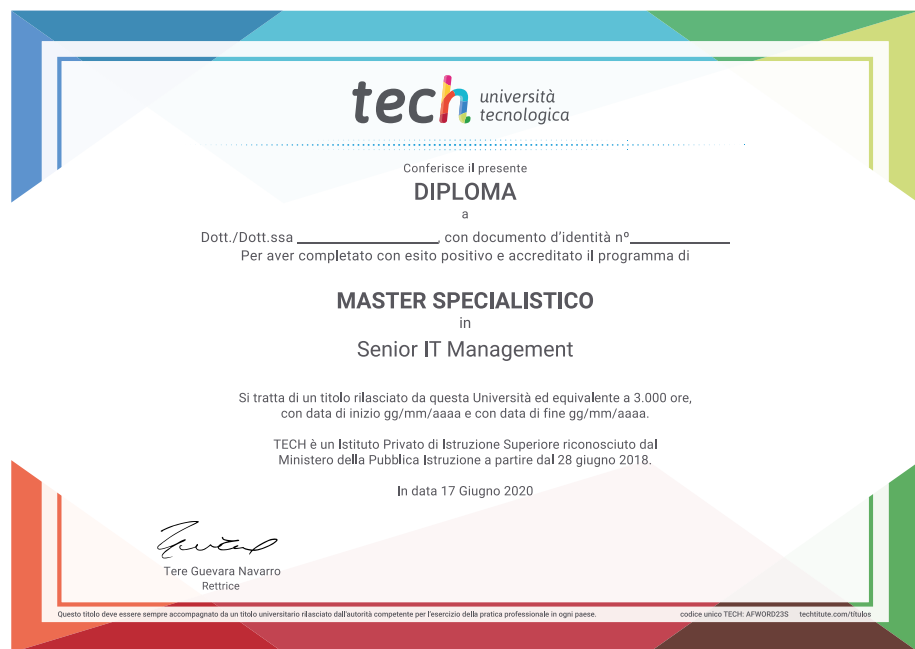 tech università
tecnologica
Conferisce il presente
DIPLOMA
a
Dott./Dott.ssa ____________________, con documento d'identità nº______________
Per aver completato con esito positivo e accreditato il programma di
MASTER SPECIALISTICO
in
Senior IT Management
Si tratta di un titolo rilasciato da questa Università ed equivalente a 3.000 ore,
con data di inizio gg/mm/aaaa e con data di fine gg/mm/aaaa.
TECH è un Istituto Privato di Istruzione Superiore riconosciuto dal
Ministero della Pubblica Istruzione a partire dal 28 giugno 2018.
In data 17 Giugno 2020
Tere Guevara Navarro
Rettrice
Questo titolo deve essere sempre accompagnato da un titolo universitario rilasciato dall'autorità competente per l'esercizio della pratica professionale in ogni paese. codice unico TECH: AFWORD23S techtitute.com/titulos